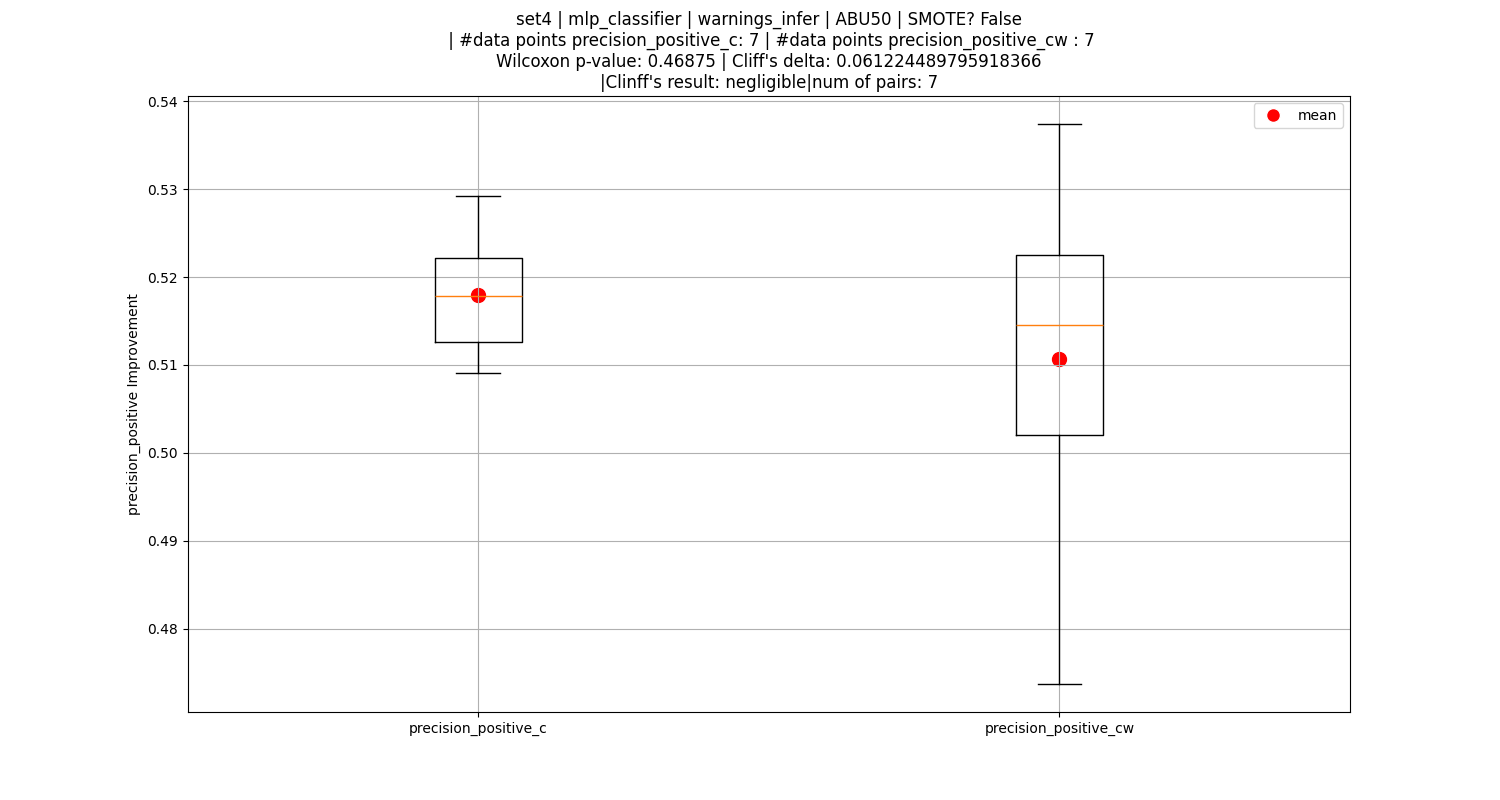 set4 | mlp_classifier | warnings_infer | ABU50 | SMOTE? False
| #data points precision_positive_c: 7 | #data points precision_positive_cw : 7
Wilcoxon p-value: 0.46875 | Cliff's delta: 0.061224489795918366
|Clinff's result: negligible|num of pairs: 7
mean
0.54
0.53
0.52
0.51
0.50
0.49
0.48
precision_positive Improvement
precision_positive_c
precision_positive_cw